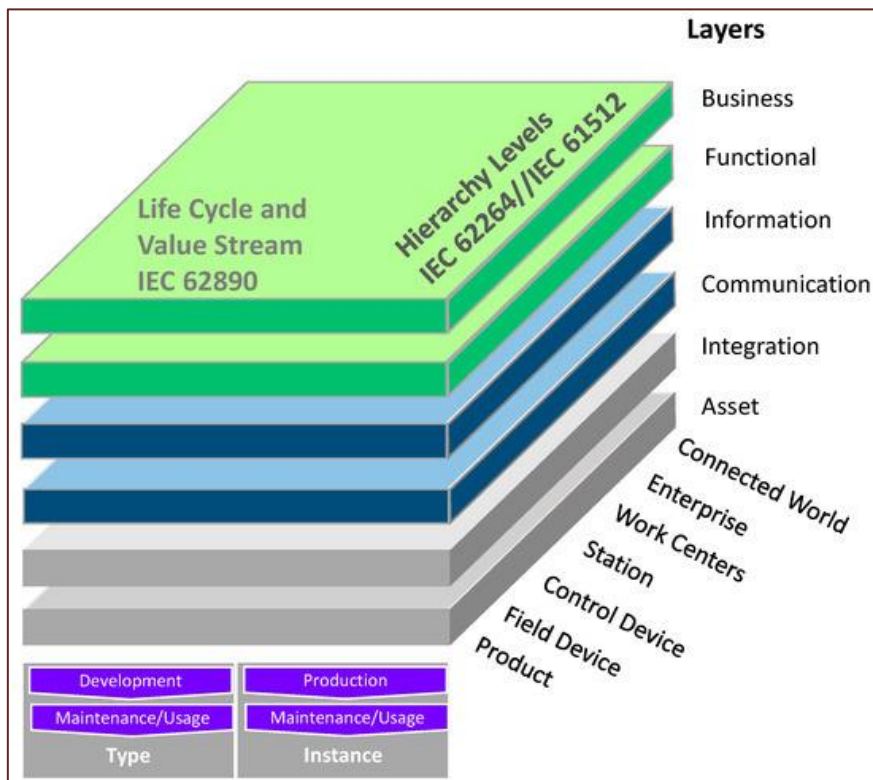 Layers
Business
Functional
Information
Communication
Integration
Asset
Life Cycle and
Value Stream
IEC 62890
Hierarchy Levels
IEC 62264//IEC 61512
Connected World
Enterprise
Work Centers
Station
Control Device
Field Device
Product
Development
Production
Maintenance/Usage
Maintenance/Usage
Type
Instance